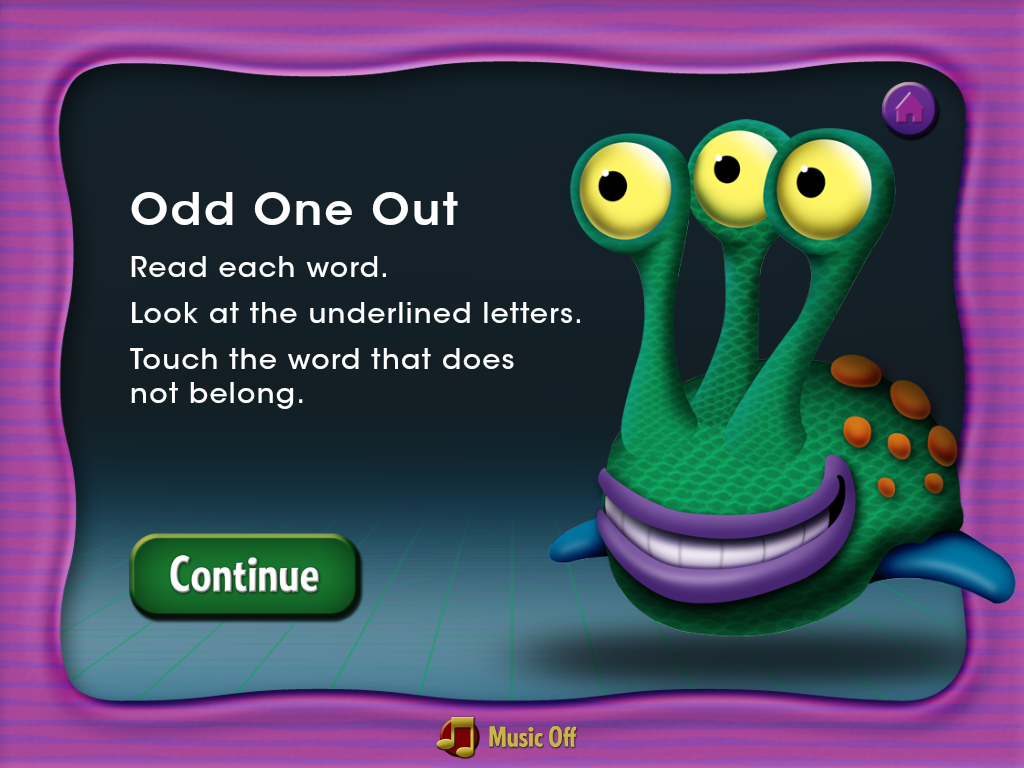 Odd One Out
Read each word.
Look at the underlined letters.
Touch the word that does
not belong.
Continue
Music Off